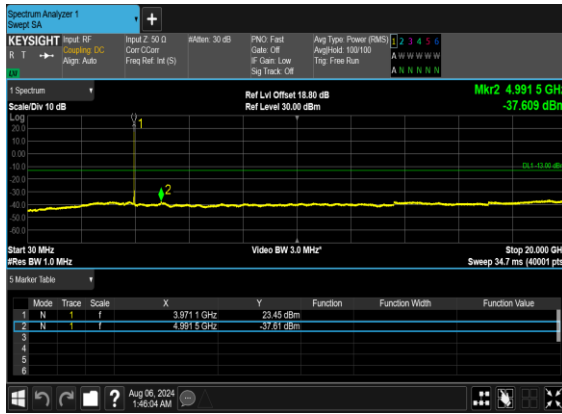 Spectrum Analyzer 1
Swept SA
+
KEYSIGHT Input: RF Input Z: 50 Ω #Atten: 30 dB PNO: Fast Avg Type: Power (RMS) 1 2 3 4 5 6
R T Coupling: DC Corr CCorr Gate: Off Avg|Hold: 100/100 A W W W W W
Align: Auto Freq Ref: Int (S) IF Gain: Low Trig: Free Run
Sig Track: Off A N N N N N
1 Spectrum
Ref Lvl Offset 18.80 dB Mkr2 4.991 5 GHz
Scale/Div 10 dB Ref Level 30.00 dBm -37.609 dBm
Log
1
20.0
10.0
0.00
-10.0
DL1 -13.00 dBm
-20.0
-30.0
2
-40.0
-50.0
-60.0
Start 30 MHz Video BW 3.0 MHz* Stop 20.000 GHz
#Res BW 1.0 MHz Sweep 34.7 ms (40001 pts)
5 Marker Table
Mode Trace Scale X Y Function Function Width Function Value
1 N 1 f 3.971 1 GHz 23.45 dBm
2 N 1 f 4.991 5 GHz -37.61 dBm
3
4
5
6
? Aug 06, 2024
1:46:04 AM